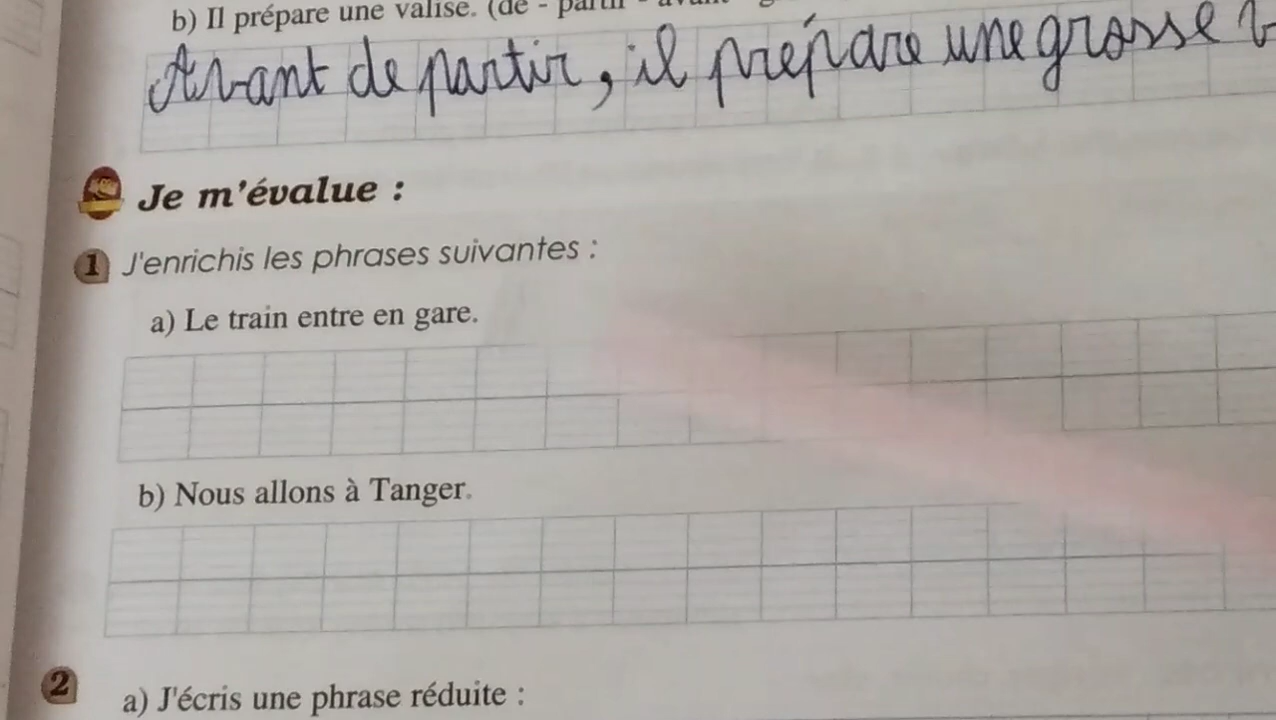 b) Il prépare une valise. (de - partir - avant
Avant de partir, il prépare une grosse
Je m'évalue :
1 J'enrichis les phrases suivantes :
a) Le train entre en gare.
b) Nous allons à Tanger.
2 a) J'écris une phrase réduite :